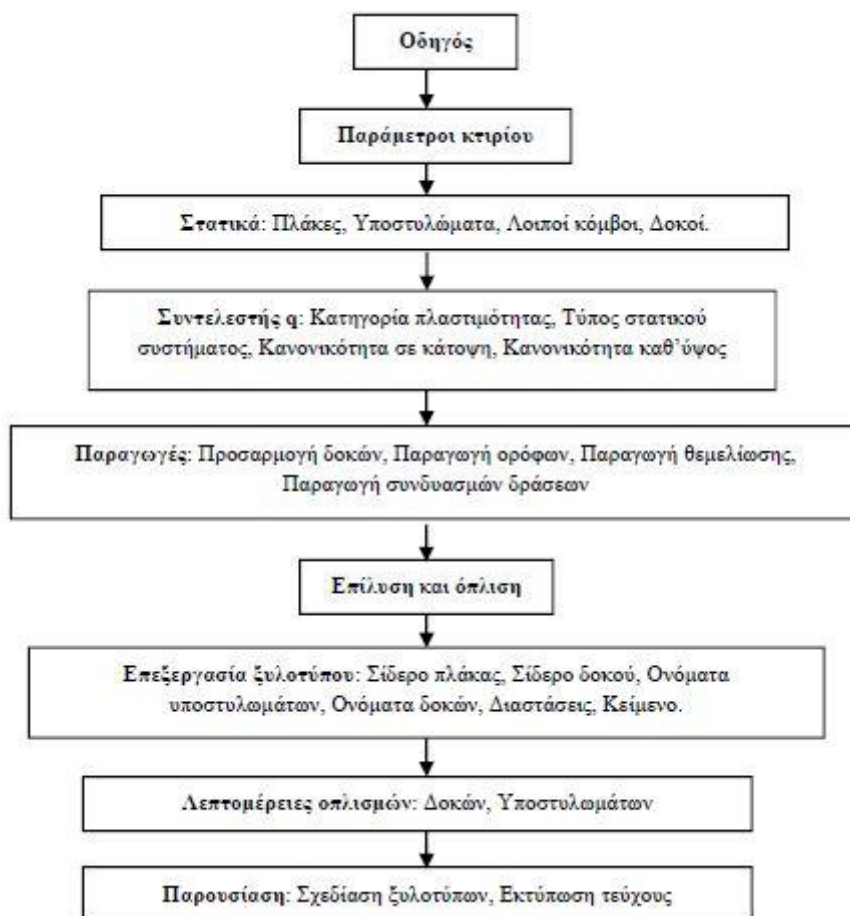 Οδηγός
Παράμετροι κτιρίου
Στατικά: Πλάκες, Υποστυλώματα, Λοιποί κόμβοι, Δοκοί.
Συντελεστής q: Κατηγορία πλαστιμότητας, Τύπος στατικού
συστήματος, Κανονικότητα σε κάτοψη, Κανονικότητα καθ’ύψος
Παραγωγές: Προσαρμογή δοκών, Παραγωγή ορόφων, Παραγωγή θεμελίωσης,
Παραγωγή συνδυασμών δράσεων
Επίλυση και όπλιση
Επεξεργασία ξυλοτύπου: Σίδερο πλάκας, Σίδερο δοκού, Ονόματα
υποστυλωμάτων, Ονόματα δοκών, Διαστάσεις, Κείμενο.
Λεπτομέρειες οπλισμών: Δοκών, Υποστυλωμάτων
Παρουσίαση: Σχεδίαση ξυλοτύπων, Εκτύπωση τεύχους